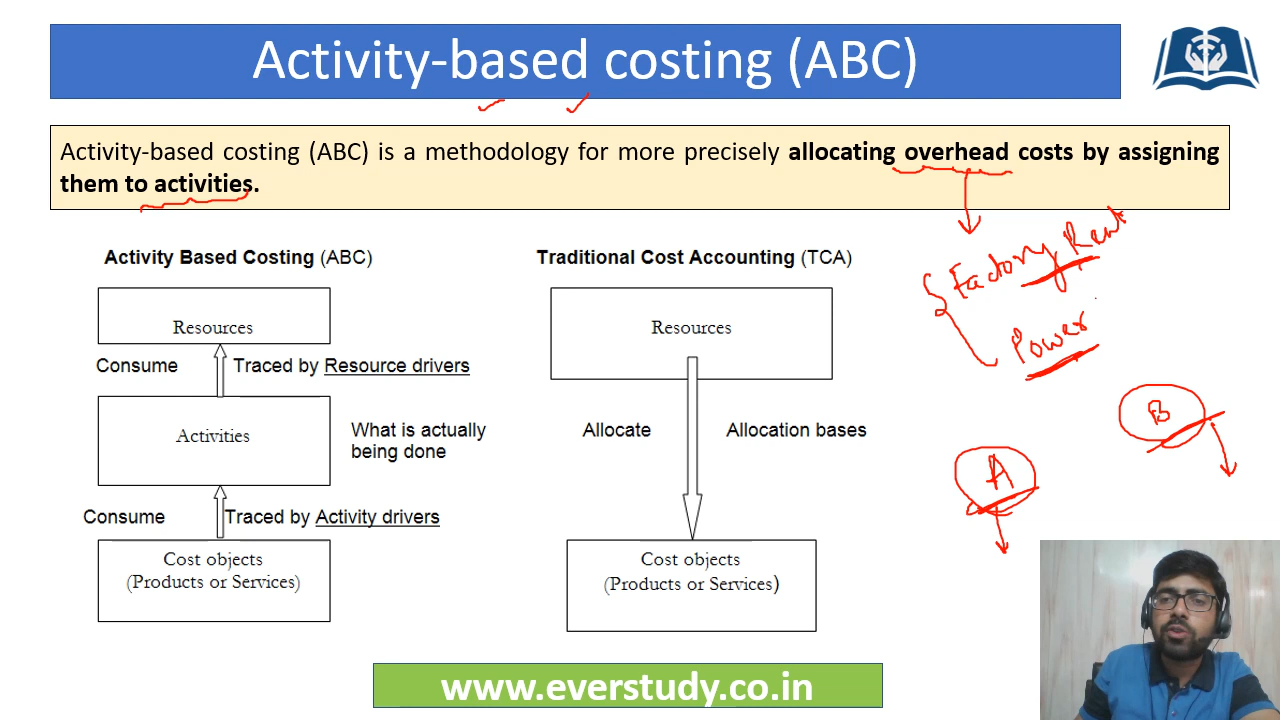 Activity-based costing (ABC)
Activity-based costing (ABC) is a methodology for more precisely allocating overhead costs by assigning
them to activities.
Activity Based Costing (ABC)
Resources
Consume Traced by Resource drivers
Activities
What is actually
being done
Consume Traced by Activity drivers
Cost objects
(Products or Services)
Traditional Cost Accounting (TCA)
Resources
Allocate Allocation bases
Cost objects
(Products or Services)
Factory Rent
Power
B
A
www.everstudy.co.in